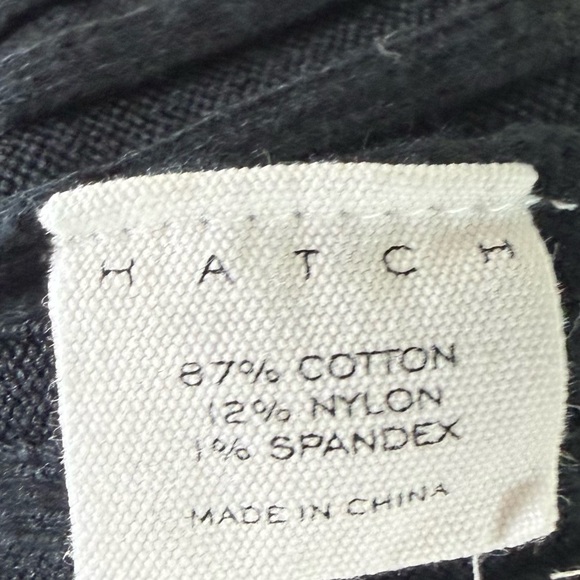 HATCH
87% COTTON
12% NYLON
1% SPANDEX
MADE IN CHINA